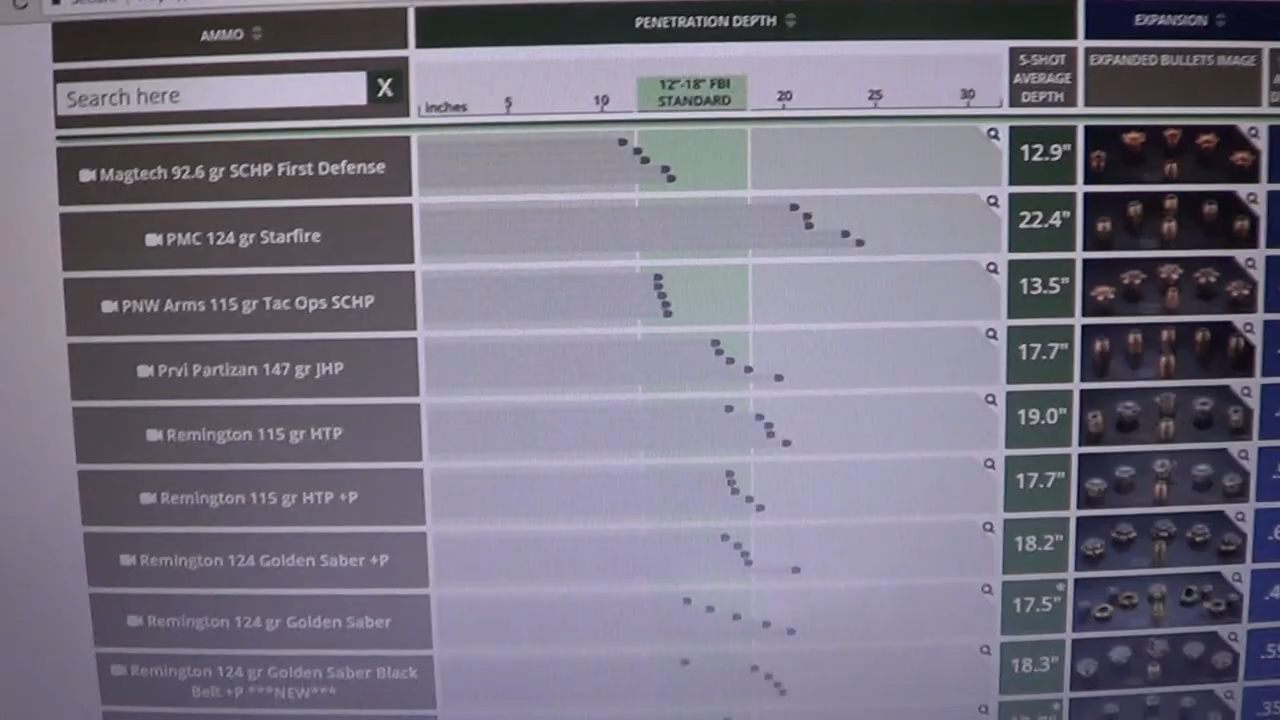 AMMO
PENETRATION DEPTH
EXPANSION
Search here
X
Inches 5 10 20 25 30
12"-18" FBI
STANDARD
5-SHOT
AVERAGE
DEPTH
EXPANDED BULLETS IMAGE
Magtech 92.6 gr SCHP First Defense
12.9"
PMC 124 gr Starfire
22.4"
PNW Arms 115 gr Tac Ops SCHP
13.5"
Prvi Partizan 147 gr JHP
17.7"
Remington 115 gr HTP
19.0"
Remington 115 gr HTP +P
17.7"
Remington 124 Golden Saber +P
18.2"
Remington 124 gr Golden Saber
17.5"*
Remington 124 gr Golden Saber Black
Belt +P ***NEW***
18.3"